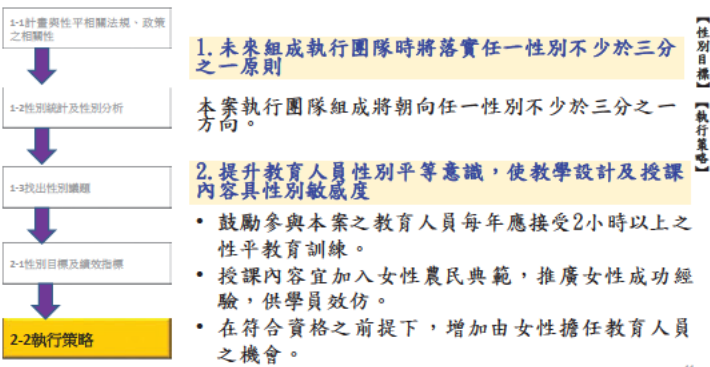 1-1計畫與性平相關法規、政策
之相關性
1-2性別統計及性別分析
1-3找出性別議題
2-1性別目標及績效指標
2-2執行策略
1.未來組成執行團隊時將落實任一性別不少於三分
之一原則
本案執行團隊組成將朝向任一性別不少於三分之一
方向。
2.提升教育人員性別平等意識,使教學設計及授課
內容具性別敏感度
• 鼓勵參與本案之教育人員每年應接受2小時以上之
性平教育訓練。
• 授課內容宜加入女性農民典範,推廣女性成功經
驗,供學員效仿。
• 在符合資格之前提下,增加由女性擔任教育人員
之機會。
【性別目標】【執行策略】